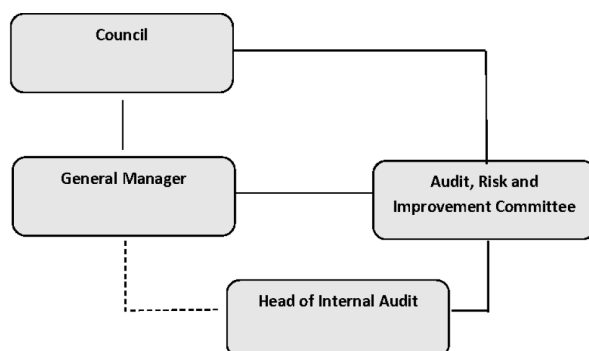 Council
General Manager
Audit, Risk and
Improvement Committee
Head of Internal Audit